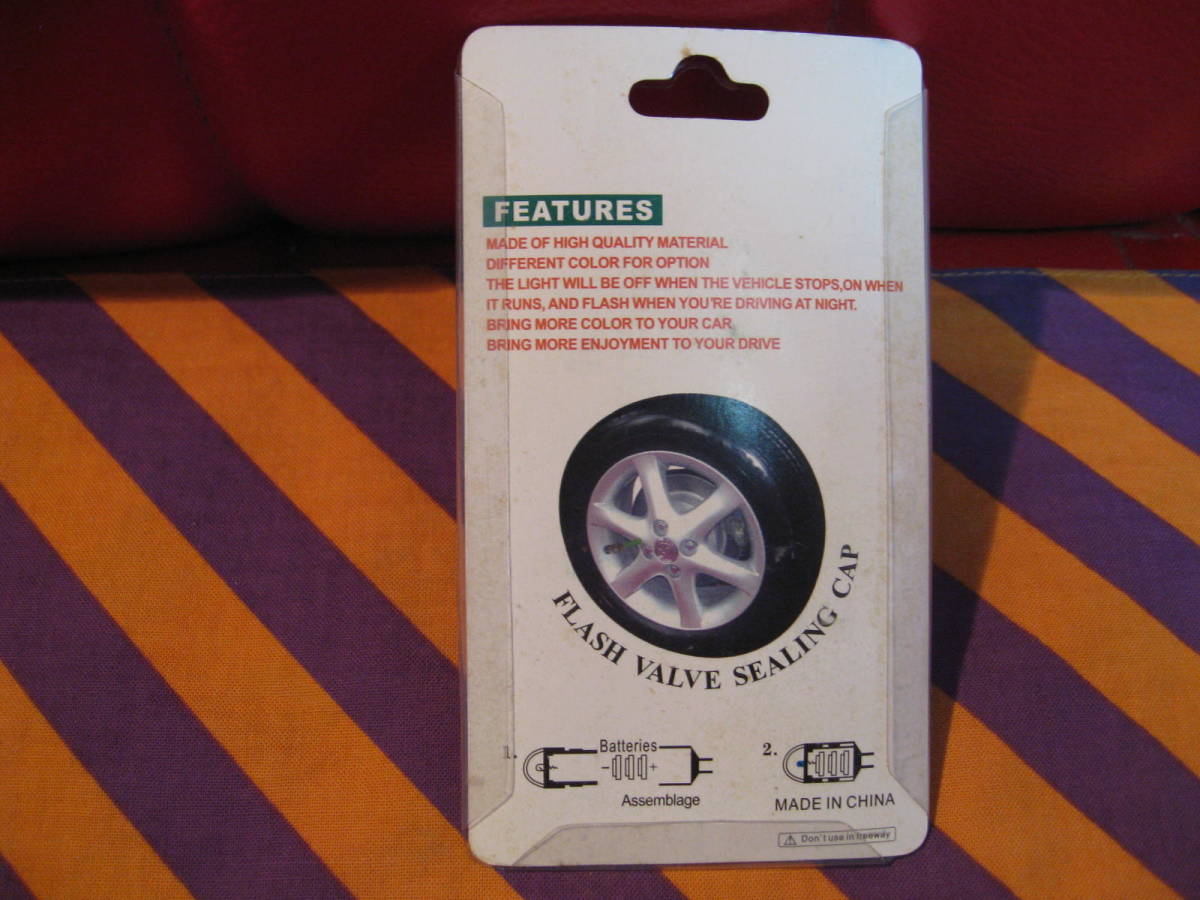 FEATURES
MADE OF HIGH QUALITY MATERIAL
DIFFERENT COLOR FOR OPTION
THE LIGHT WILL BE OFF WHEN THE VEHICLE STOPS,ON WHEN
IT RUNS, AND FLASH WHEN YOU'RE DRIVING AT NIGHT.
BRING MORE COLOR TO YOUR CAR
BRING MORE ENJOYMENT TO YOUR DRIVE
FLASH VALVE SEALING CAP
1.
Batteries
- +
Assemblage
2.
MADE IN CHINA
Don't use in freeway